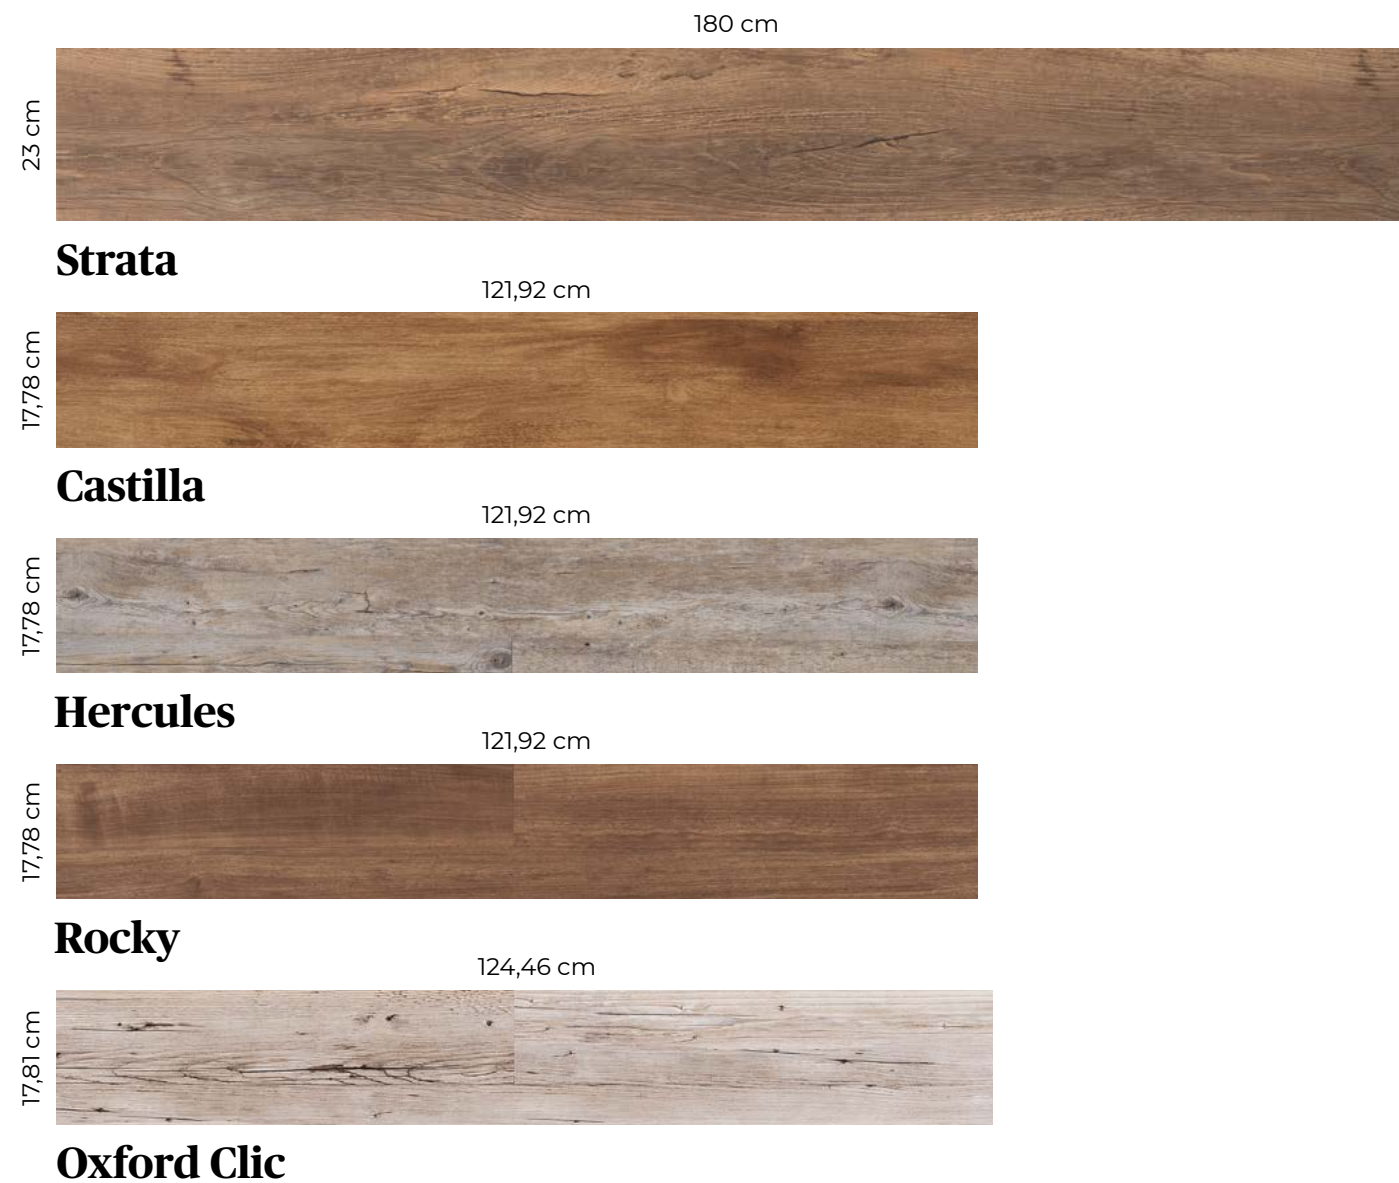 180 cm
23 cm
Strata
121,92 cm
17,78 cm
Castilla
121,92 cm
17,78 cm
Hercules
121,92 cm
17,78 cm
Rocky
124,46 cm
17,81 cm
Oxford Clic